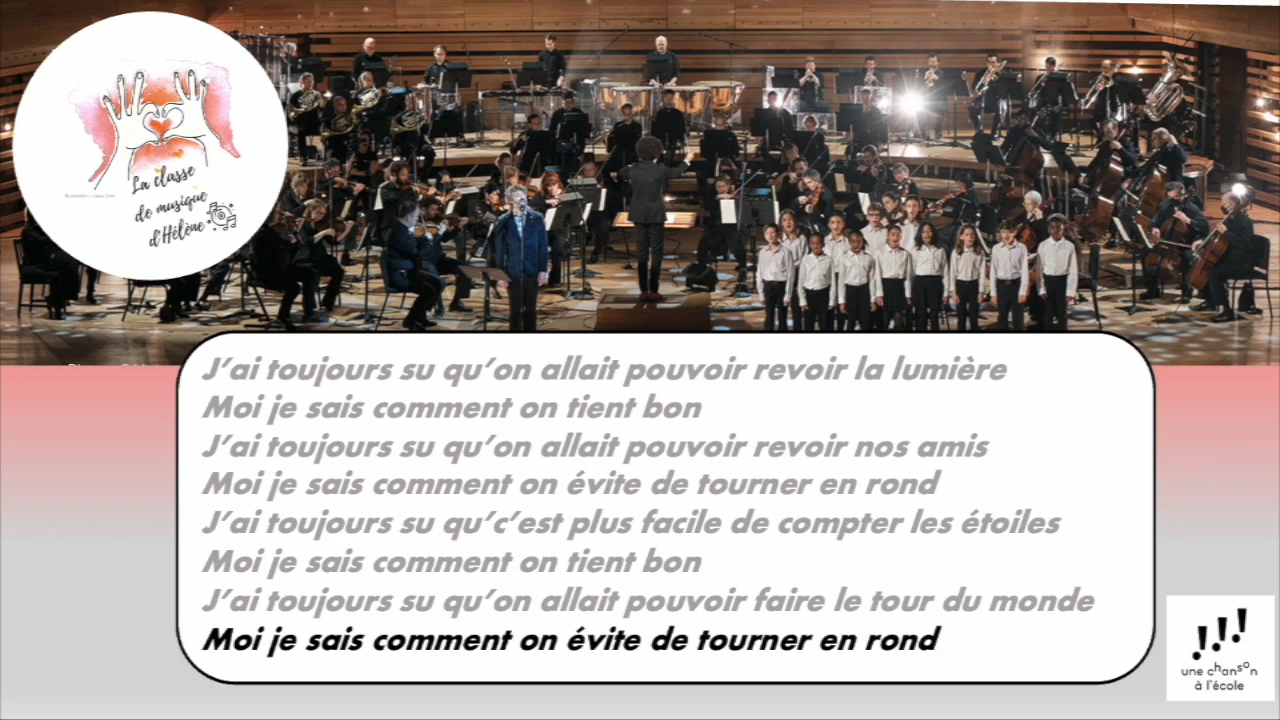 La classe
de musique
d'Hélène
J'ai toujours su qu'on allait pouvoir revoir la lumière
Moi je sais comment on tient bon
J'ai toujours su qu'on allait pouvoir revoir nos amis
Moi je sais comment on évite de tourner en rond
J'ai toujours su qu'c'est plus facile de compter les étoiles
Moi je sais comment on tient bon
J'ai toujours su qu'on allait pouvoir faire le tour du monde
Moi je sais comment on évite de tourner en rond
une chanson
à l'école